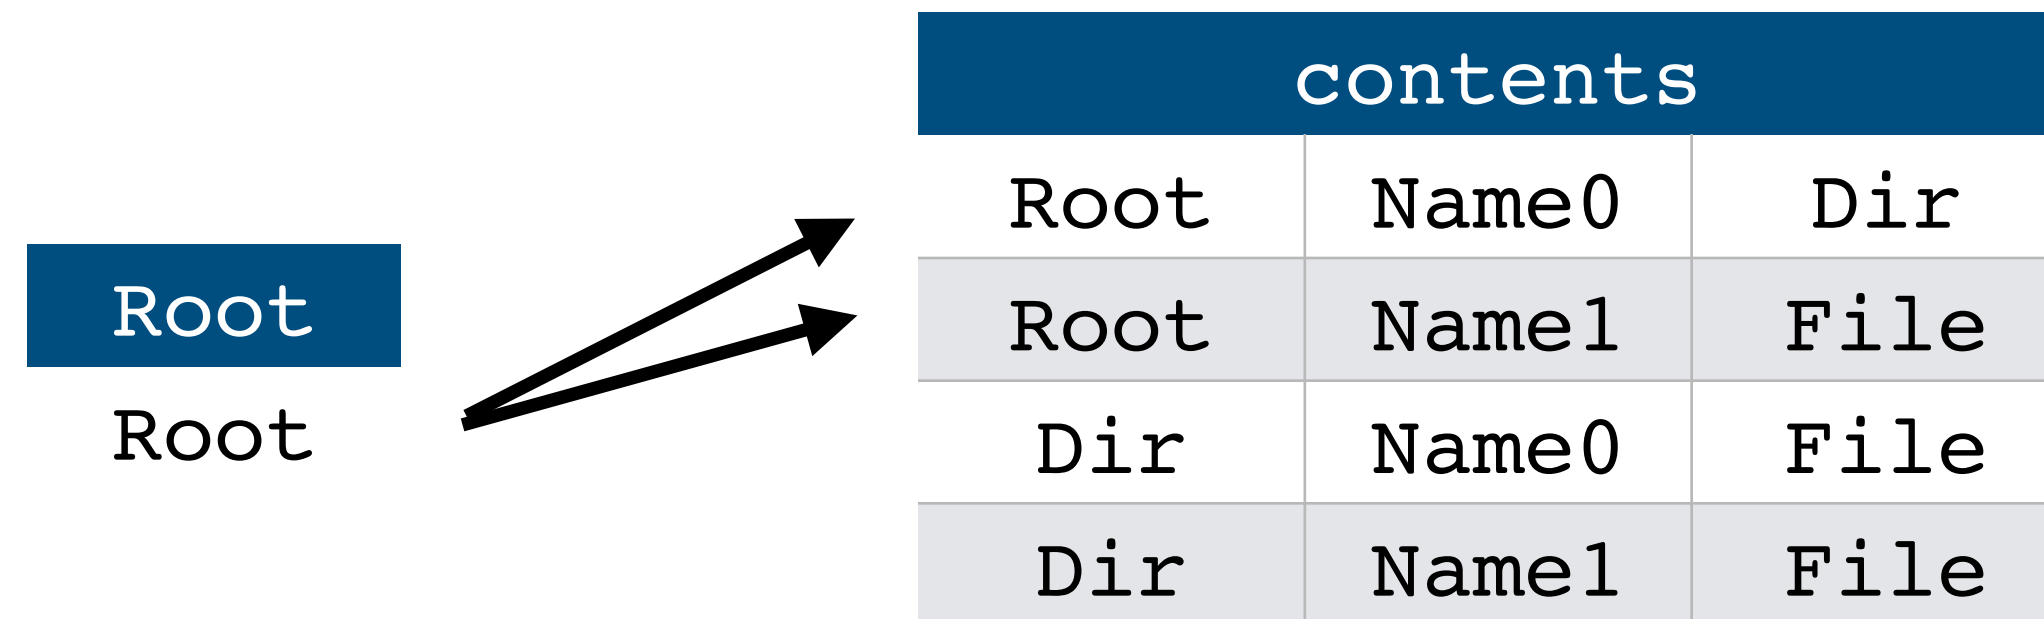 Root
Root
contents
Root Name0 Dir
Root Name1 File
Dir Name0 File
Dir Name1 File